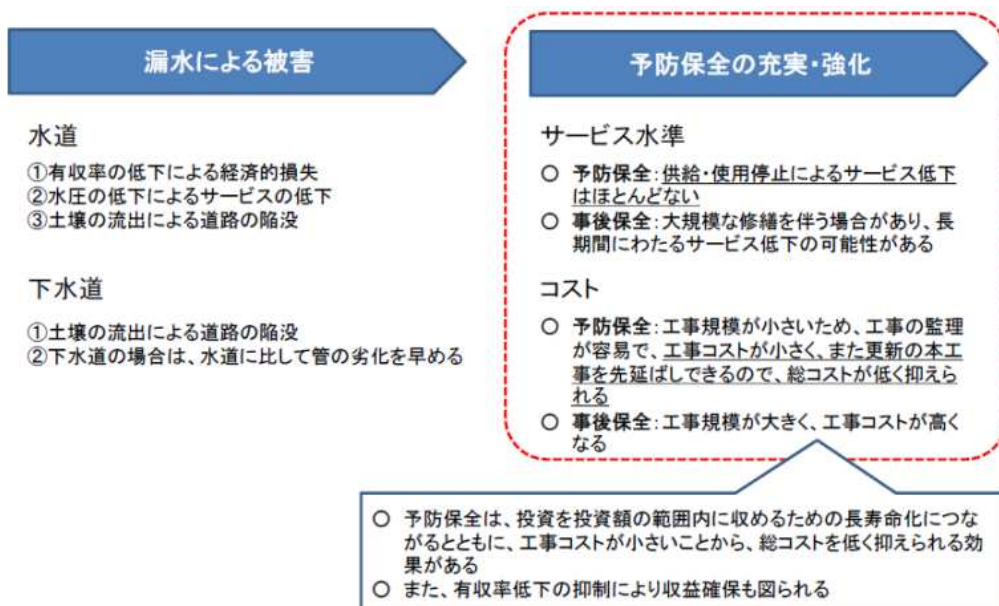 漏水による被害
水道
①有収率の低下による経済的損失
②水圧の低下によるサービスの低下
③土壌の流出による道路の陥没
下水道
①土壌の流出による道路の陥没
②下水道の場合は、水道に比して管の劣化を早める
予防保全の充実・強化
サービス水準
○ 予防保全：供給・使用停止によるサービス低下
はほとんどない
○ 事後保全：大規模な修繕を伴う場合があり、長
期間にわたるサービス低下の可能性がある
コスト
○ 予防保全：工事規模が小さいため、工事の監理
が容易で、工事コストが小さく、また更新の本工
事を先延ばしできるので、総コストが低く抑えら
れる
○ 事後保全：工事規模が大きく、工事コストが高く
なる
○ 予防保全は、投資を投資額の範囲内に収めるための長寿命化につな
がるとともに、工事コストが小さいことから、総コストを低く抑えられる効
果がある
○ また、有収率低下の抑制により収益確保も図られる